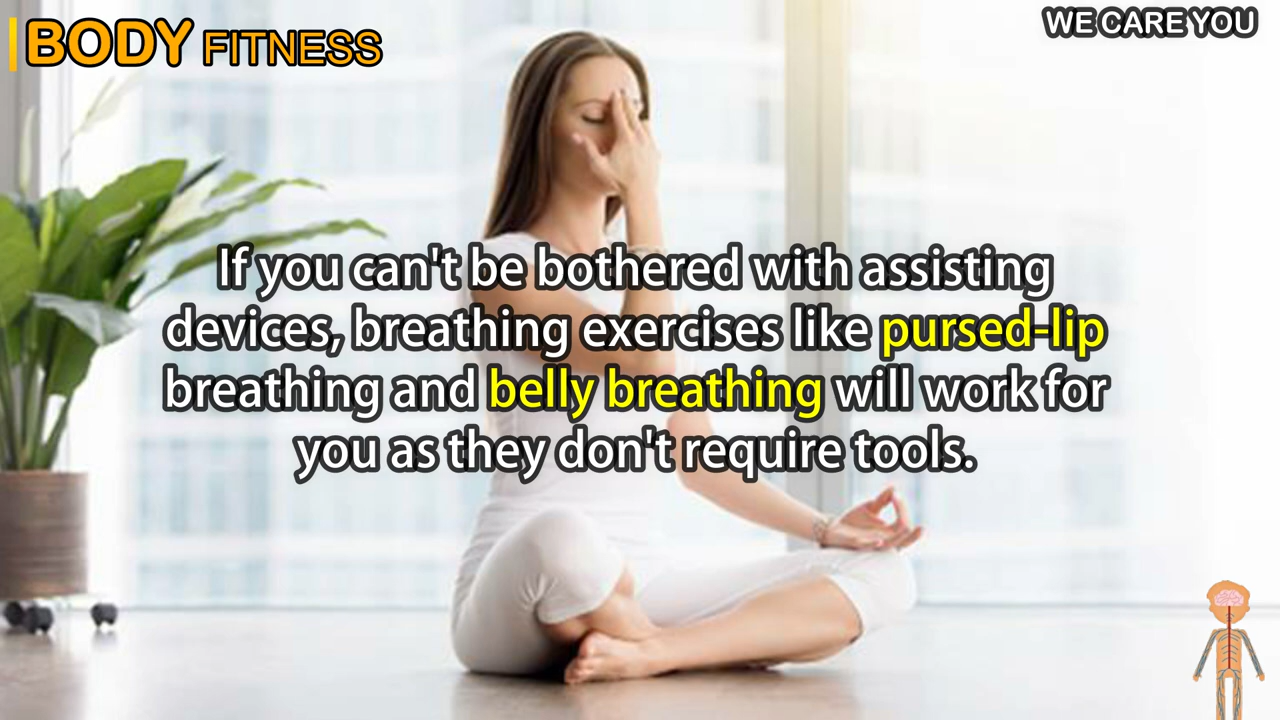 BODY FITNESS
WE CARE YOU
If you can't be bothered with assisting
devices, breathing exercises like pursed-lip
breathing and belly breathing will work for
you as they don't require tools.